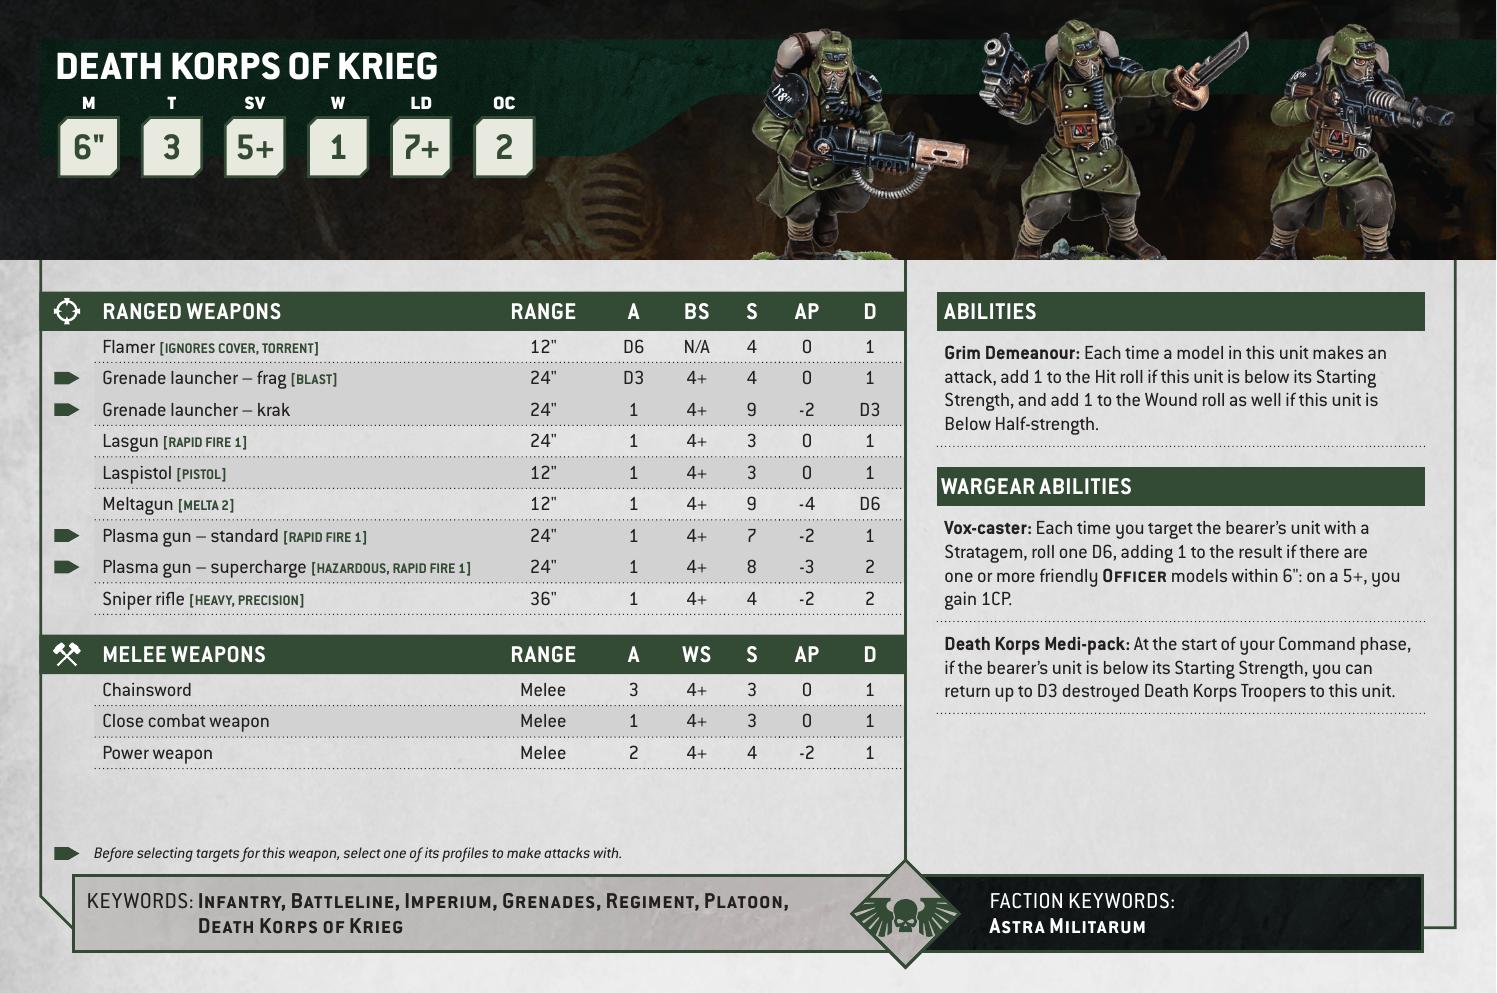 DEATH KORPS OF KRIEG
M T SV W LD OC
6" 3 5+ 1 7+ 2
RANGED WEAPONS RANGE A BS S AP D
Flamer [IGNORES COVER, TORRENT] 12" D6 N/A 4 0 1
Grenade launcher – frag [BLAST] 24" D3 4+ 4 0 1
Grenade launcher – krak 24" 1 4+ 9 -2 D3
Lasgun [RAPID FIRE 1] 24" 1 4+ 3 0 1
Laspistol [PISTOL] 12" 1 4+ 3 0 1
Meltagun [MELTA 2] 12" 1 4+ 9 -4 D6
Plasma gun – standard [RAPID FIRE 1] 24" 1 4+ 7 -2 1
Plasma gun – supercharge [HAZARDOUS, RAPID FIRE 1] 24" 1 4+ 8 -3 2
Sniper rifle [HEAVY, PRECISION] 36" 1 4+ 4 -2 2
MELEE WEAPONS RANGE A WS S AP D
Chainsword Melee 3 4+ 3 0 1
Close combat weapon Melee 1 4+ 3 0 1
Power weapon Melee 2 4+ 4 -2 1
Before selecting targets for this weapon, select one of its profiles to make attacks with.
ABILITIES
Grim Demeanour: Each time a model in this unit makes an
attack, add 1 to the Hit roll if this unit is below its Starting
Strength, and add 1 to the Wound roll as well if this unit is
Below Half-strength.
WARGEAR ABILITIES
Vox-caster: Each time you target the bearer's unit with a
Stratagem, roll one D6, adding 1 to the result if there are
one or more friendly OFFICER models within 6": on a 5+, you
gain 1CP.
Death Korps Medi-pack: At the start of your Command phase,
if the bearer's unit is below its Starting Strength, you can
return up to D3 destroyed Death Korps Troopers to this unit.
KEYWORDS: INFANTRY, BATTLELINE, IMPERIUM, GRENADES, REGIMENT, PLATOON,
DEATH KORPS OF KRIEG
FACTION KEYWORDS:
ASTRA MILITARUM